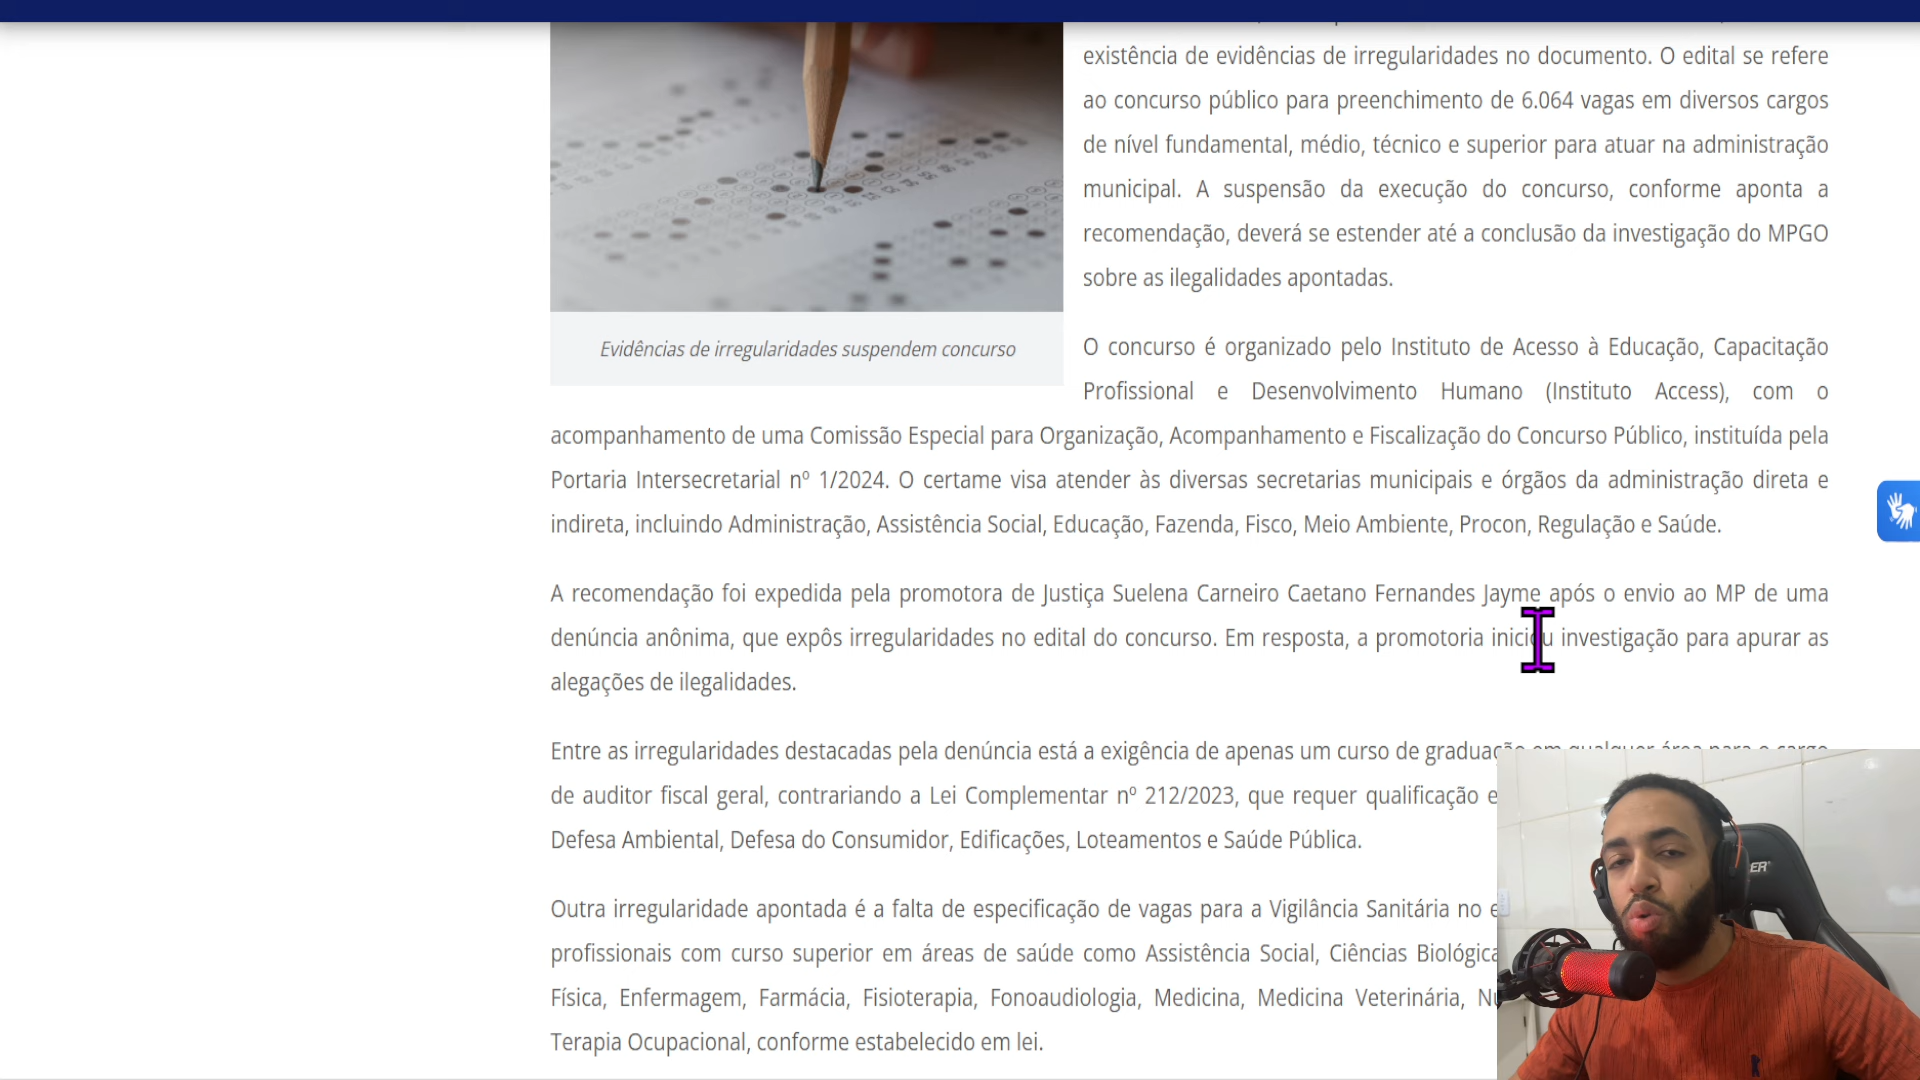 existência de evidências de irregularidades no documento. O edital se refere
ao concurso público para preenchimento de 6.064 vagas em diversos cargos
de nível fundamental, médio, técnico e superior para atuar na administração
municipal. A suspensão da execução do concurso, conforme aponta a
recomendação, deverá se estender até a conclusão da investigação do MPGO
sobre as ilegalidades apontadas.
Evidências de irregularidades suspendem concurso
O concurso é organizado pelo Instituto de Acesso à Educação, Capacitação
Profissional e Desenvolvimento Humano (Instituto Access), com o
acompanhamento de uma Comissão Especial para Organização, Acompanhamento e Fiscalização do Concurso Público, instituída pela
Portaria Intersecretarial nº 1/2024. O certame visa atender às diversas secretarias municipais e órgãos da administração direta e
indireta, incluindo Administração, Assistência Social, Educação, Fazenda, Fisco, Meio Ambiente, Procon, Regulação e Saúde.
A recomendação foi expedida pela promotora de Justiça Suelena Carneiro Caetano Fernandes Jayme após o envio ao MP de uma
denúncia anônima, que expôs irregularidades no edital do concurso. Em resposta, a promotoria iniciou investigação para apurar as
alegações de ilegalidades.
Entre as irregularidades destacadas pela denúncia está a exigência de apenas um curso de graduação em qualquer área para o cargo
de auditor fiscal geral, contrariando a Lei Complementar nº 212/2023, que requer qualificação e
Defesa Ambiental, Defesa do Consumidor, Edificações, Loteamentos e Saúde Pública.
Outra irregularidade apontada é a falta de especificação de vagas para a Vigilância Sanitária no e
profissionais com curso superior em áreas de saúde como Assistência Social, Ciências Biológica
Física, Enfermagem, Farmácia, Fisioterapia, Fonoaudiologia, Medicina, Medicina Veterinária, Nu
Terapia Ocupacional, conforme estabelecido em lei.
ER